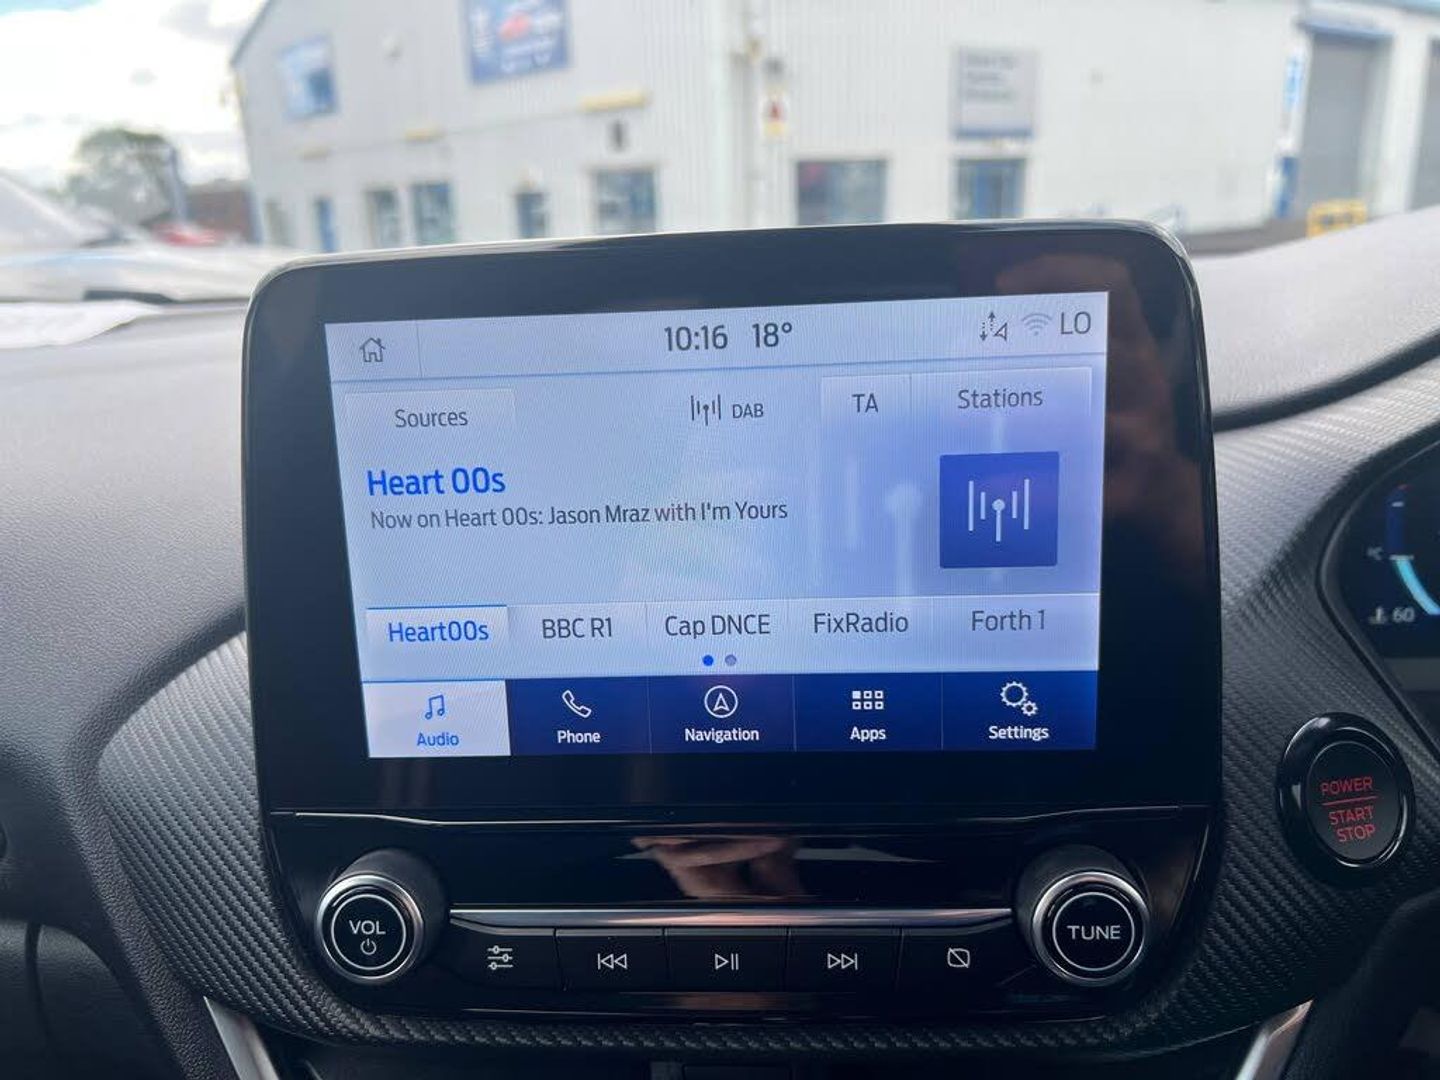 10:16 18° LO
Sources DAB TA Stations
Heart 00s
Now on Heart 00s: Jason Mraz with I'm Yours
Heart00s BBC R1 Cap DNCE FixRadio Forth 1
Audio Phone Navigation Apps Settings
POWER
START
STOP
VOL
TUNE
60